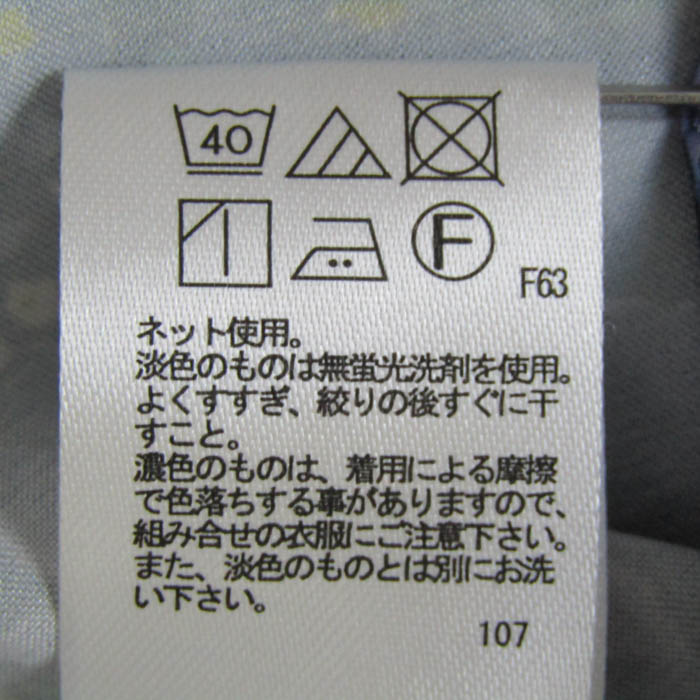 40
F
F63
ネット使用。
淡色のものは無蛍光洗剤を使用。
よくすすぎ、絞りの後すぐに干
すこと。
濃色のものは、着用による摩擦
で色落ちする事がありますので、
組み合せの衣服にご注意下さい。
また、淡色のものとは別にお洗
い下さい。
107